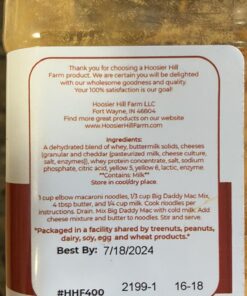 Thank you for choosing a Hoosier Hill
Farm product. We are certain you will be
delighted with our wholesome goodness
and quality.
Your 100% satisfaction is our goal!
Hoosier Hill Farm LLC
Fort Wayne, IN 46804
Find more great products on our website
www.HoosierHillFarm.com
Ingredients:
A dehydrated blend of whey, buttermilk solids, cheeses
(granular and cheddar (pasteurized milk, cheese culture,
salt, enzymes)), whey protein concentrate, salt, sodium
phosphate, citric acid, yellow 5, yellow 6, lactic, enzyme.
**Contains: Milk**
Store in cool/dry place.
1 cup elbow macaroni noodles, 1/3 cup Big Daddy Mac Mix,
4 tbsp butter, and 1/4 cup milk. Cook noodles per
instructions. Drain. Mix Big Daddy Mac with cold milk. Add
cheese mixture and butter to noodles. Stir and serve.
*Packaged in a facility shared by treenuts, peanuts,
dairy, soy, egg and wheat products.*
Best By: 7/18/2024
#HHF400 2199-1 16-18